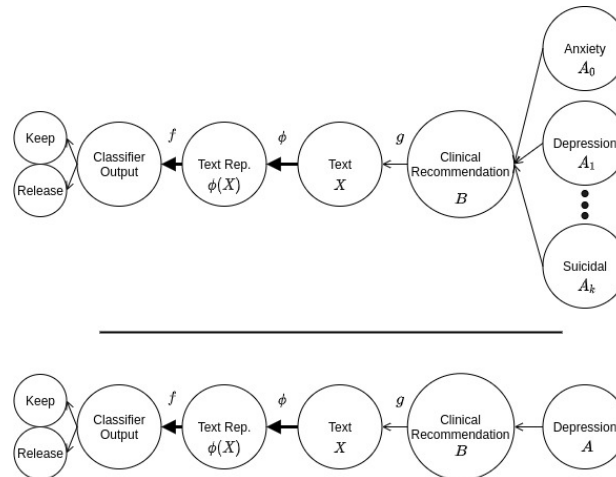 Anxiety
A₀
Keep
Release
Classifier
Output
f
Text Rep.
ϕ(X)
ϕ
Text
X
g
Clinical
Recommendation
B
Depression
A₁
Suicidal
Aₖ
Keep
Release
Classifier
Output
f
Text Rep.
ϕ(X)
ϕ
Text
X
g
Clinical
Recommendation
B
Depression
A